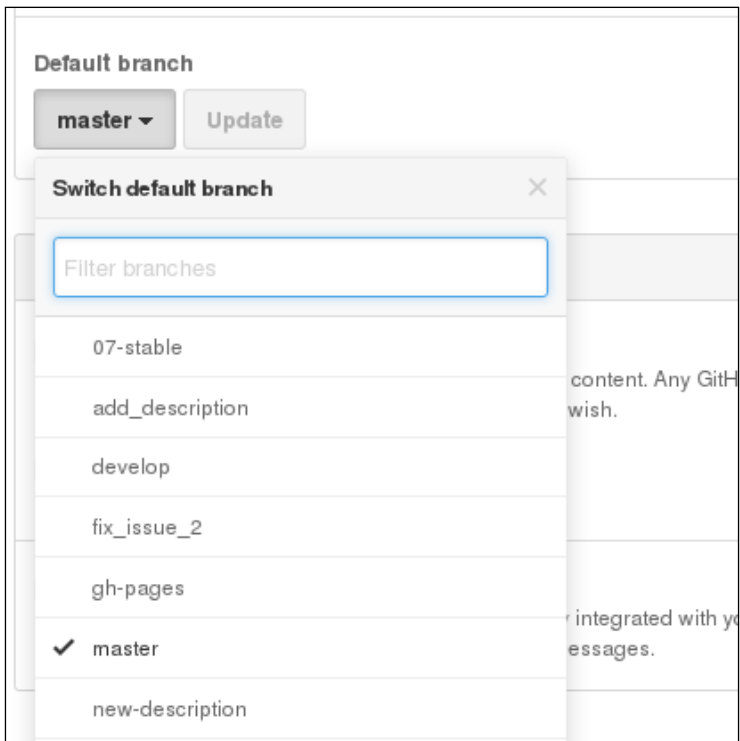 Default branch
master Update
Switch default branch
Filter branches
07-stable
content. Any GitH
add_description
wish.
develop
fix_issue_2
gh-pages
integrated with yo
master
essages.
new-description